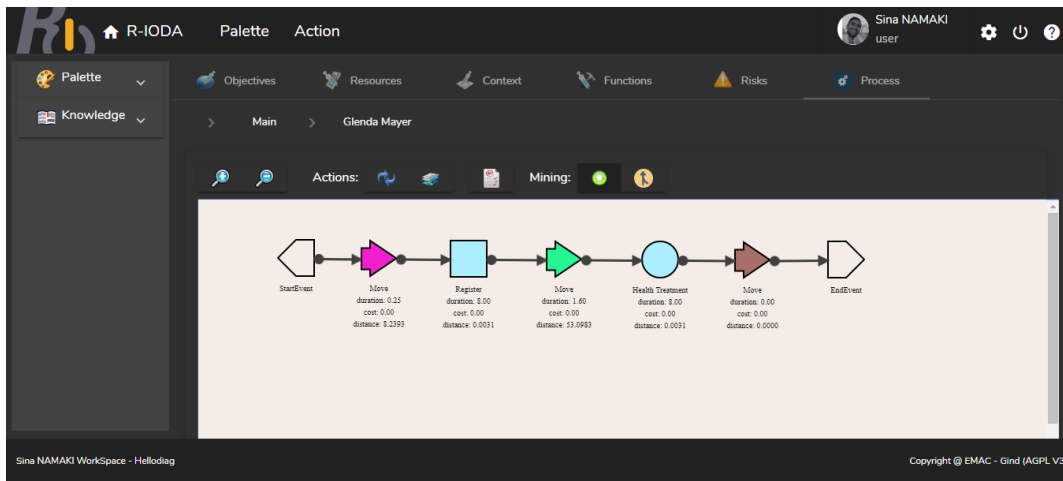 R-IODA Palette Action Sina NAMAKI
user
Palette Objectives Resources Context Functions Risks Process
Knowledge > Main > Glenda Mayer
Actions: Mining:
StartEvent Move Register Move Health Treatment Move EndEvent
duration: 0.25 duration: 8.00 duration: 1.60 duration: 8.00 duration: 0.00
cost: 0.00 cost: 0.00 cost: 0.00 cost: 0.00 cost: 0.00
distance: 8.2393 distance: 0.0031 distance: 53.0983 distance: 0.0031 distance: 0.0000
Sina NAMAKI WorkSpace - Hellodiag Copyright @ EMAC - Gind (AGPL V3